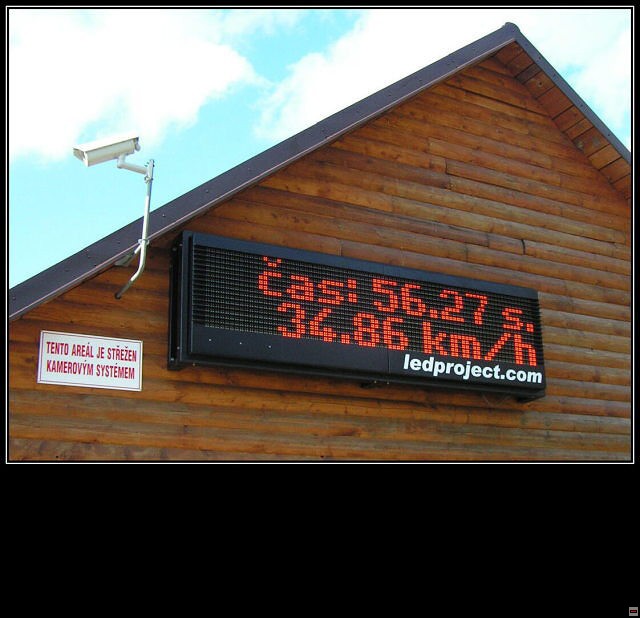 čas: 56.27 s.
34.86 km/h
ledproject.com
TENTO AREÁL JE STŘEŽEN
KAMEROVÝM SYSTÉMEM